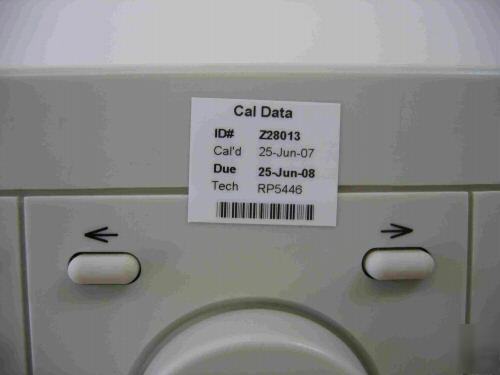 Cal Data
ID# Z28013
Cal'd 25-Jun-07
Due 25-Jun-08
Tech RP5446